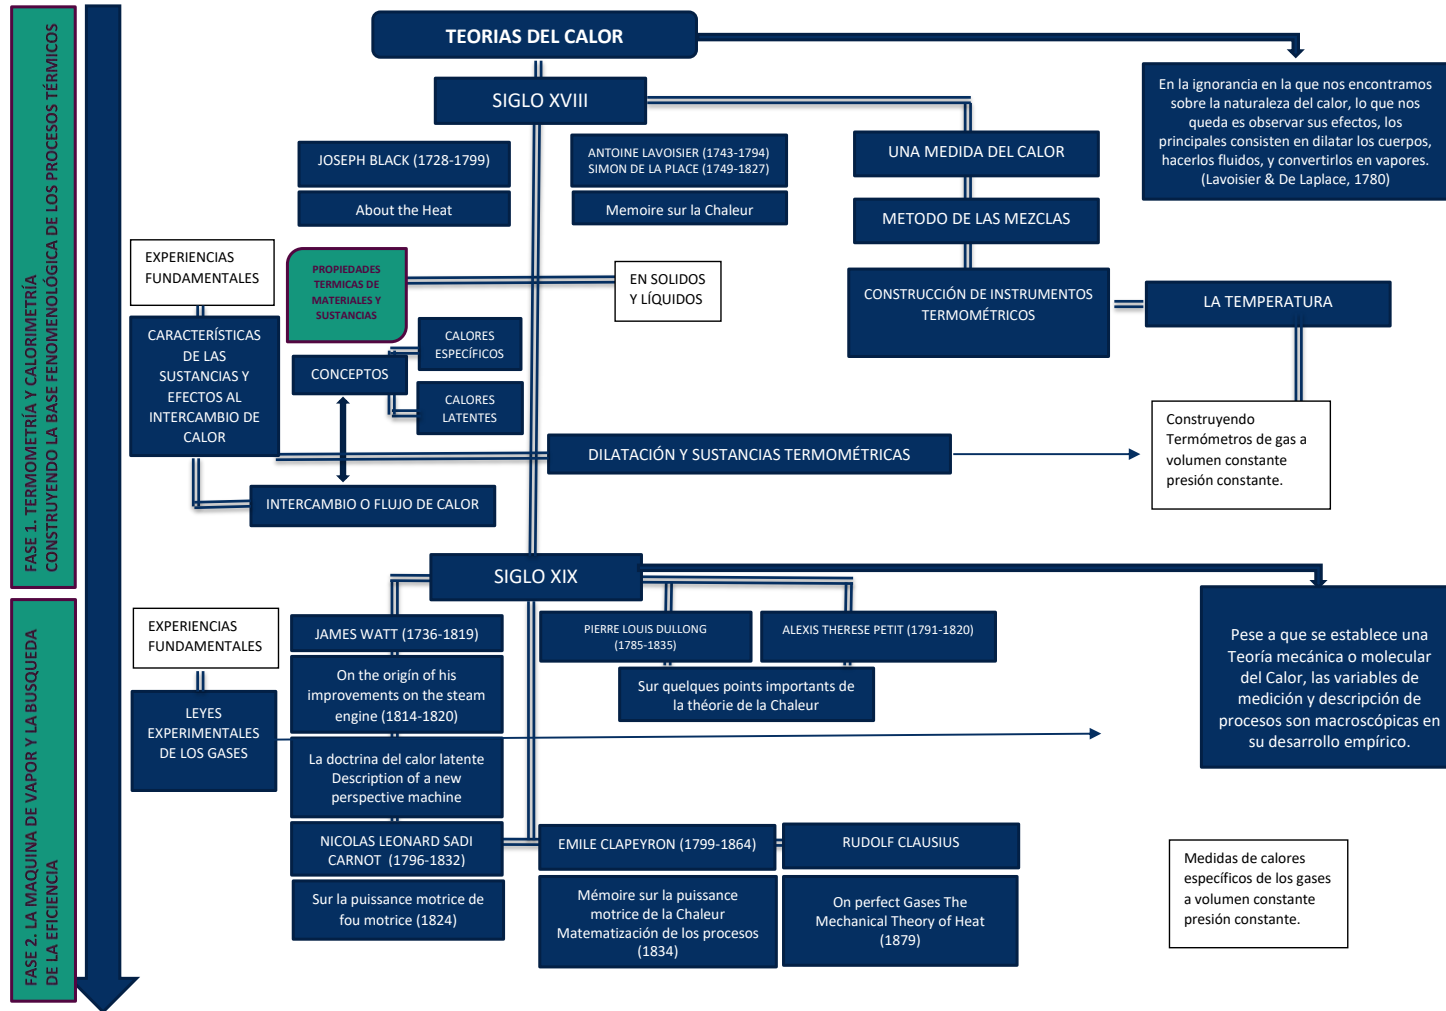 FASE 1. TERMOMETRÍA Y CALORIMETRÍA
CONSTRUYENDO LA BASE FENOMENOLÓGICA DE LOS PROCESOS TÉRMICOS
TEORIAS DEL CALOR
SIGLO XVIII
En la ignorancia en la que nos encontramos
sobre la naturaleza del calor, lo que nos
queda es observar sus efectos, los
principales consisten en dilatar los cuerpos,
hacerlos fluidos, y convertirlos en vapores.
(Lavoisier & De Laplace, 1780)
JOSEPH BLACK (1728-1799)
ANTOINE LAVOISIER (1743-1794)
SIMON DE LA PLACE (1749-1827)
UNA MEDIDA DEL CALOR
About the Heat
Memoire sur la Chaleur
METODO DE LAS MEZCLAS
EXPERIENCIAS
FUNDAMENTALES
PROPIEDADES
TERMICAS DE
MATERIALES Y
SUSTANCIAS
EN SOLIDOS
Y LÍQUIDOS
CONSTRUCCIÓN DE INSTRUMENTOS
TERMOMÉTRICOS
LA TEMPERATURA
CARACTERÍSTICAS
DE LAS
SUSTANCIAS Y
EFECTOS AL
INTERCAMBIO DE
CALOR
CONCEPTOS
CALORES
ESPECÍFICOS
CALORES
LATENTES
DILATACIÓN Y SUSTANCIAS TERMOMÉTRICAS
Construyendo
Termómetros de gas a
volumen constante
presión constante.
INTERCAMBIO O FLUJO DE CALOR
FASE 2. LA MAQUINA DE VAPOR Y LA BUSQUEDA
DE LA EFICIENCIA
SIGLO XIX
EXPERIENCIAS
FUNDAMENTALES
JAMES WATT (1736-1819)
PIERRE LOUIS DULLONG
(1785-1835)
ALEXIS THERESE PETIT (1791-1820)
Pese a que se establece una
Teoría mecánica o molecular
del Calor, las variables de
medición y descripción de
procesos son macroscópicas en
su desarrollo empírico.
On the origín of his
improvements on the steam
engine (1814-1820)
Sur quelques points importants de
la théorie de la Chaleur
LEYES
EXPERIMENTALES
DE LOS GASES
La doctrina del calor latente
Description of a new
perspective machine
NICOLAS LEONARD SADI
CARNOT (1796-1832)
EMILE CLAPEYRON (1799-1864)
RUDOLF CLAUSIUS
Sur la puissance motrice de
fou motrice (1824)
Mémoire sur la puissance
motrice de la Chaleur
Matematización de los procesos
(1834)
On perfect Gases The
Mechanical Theory of Heat
(1879)
Medidas de calores
específicos de los gases
a volumen constante
presión constante.